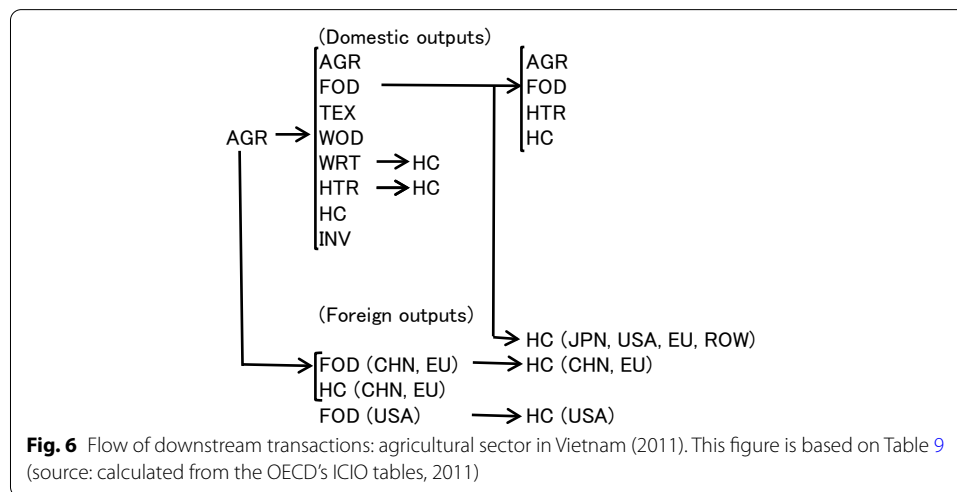 (Domestic outputs)
AGR AGR
FOD FOD
TEX HTR
AGR WOD HC
WRT HC
HTR HC
HC
INV
(Foreign outputs)
HC (JPN, USA, EU, ROW)
FOD (CHN, EU) HC (CHN, EU)
HC (CHN, EU)
FOD (USA) HC (USA)
Fig. 6 Flow of downstream transactions: agricultural sector in Vietnam (2011). This figure is based on Table 9
(source: calculated from the OECD's ICIO tables, 2011)